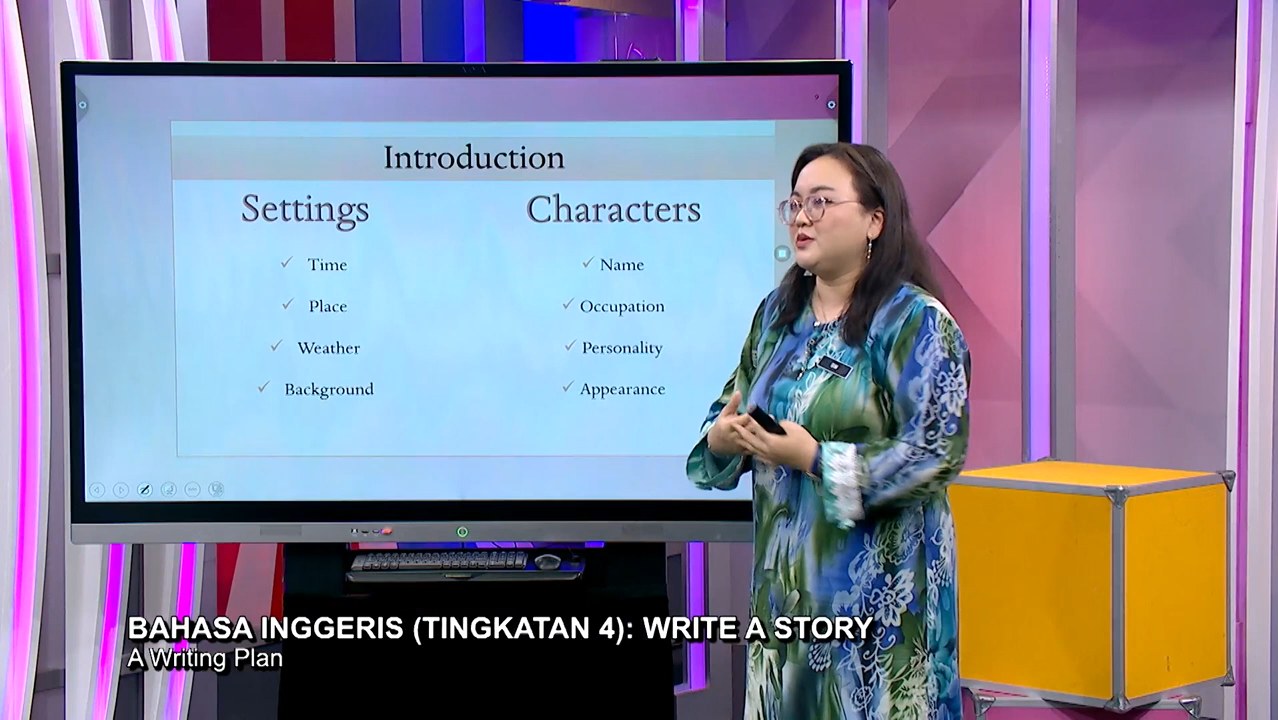 9
Introduction
Settings
Time
Place
Weather
Background
Characters
Name
Occupation
Personality
Appearance
BAHASA INGGERIS (TINGKATAN 4): WRITE A STORY
A Writing Plan